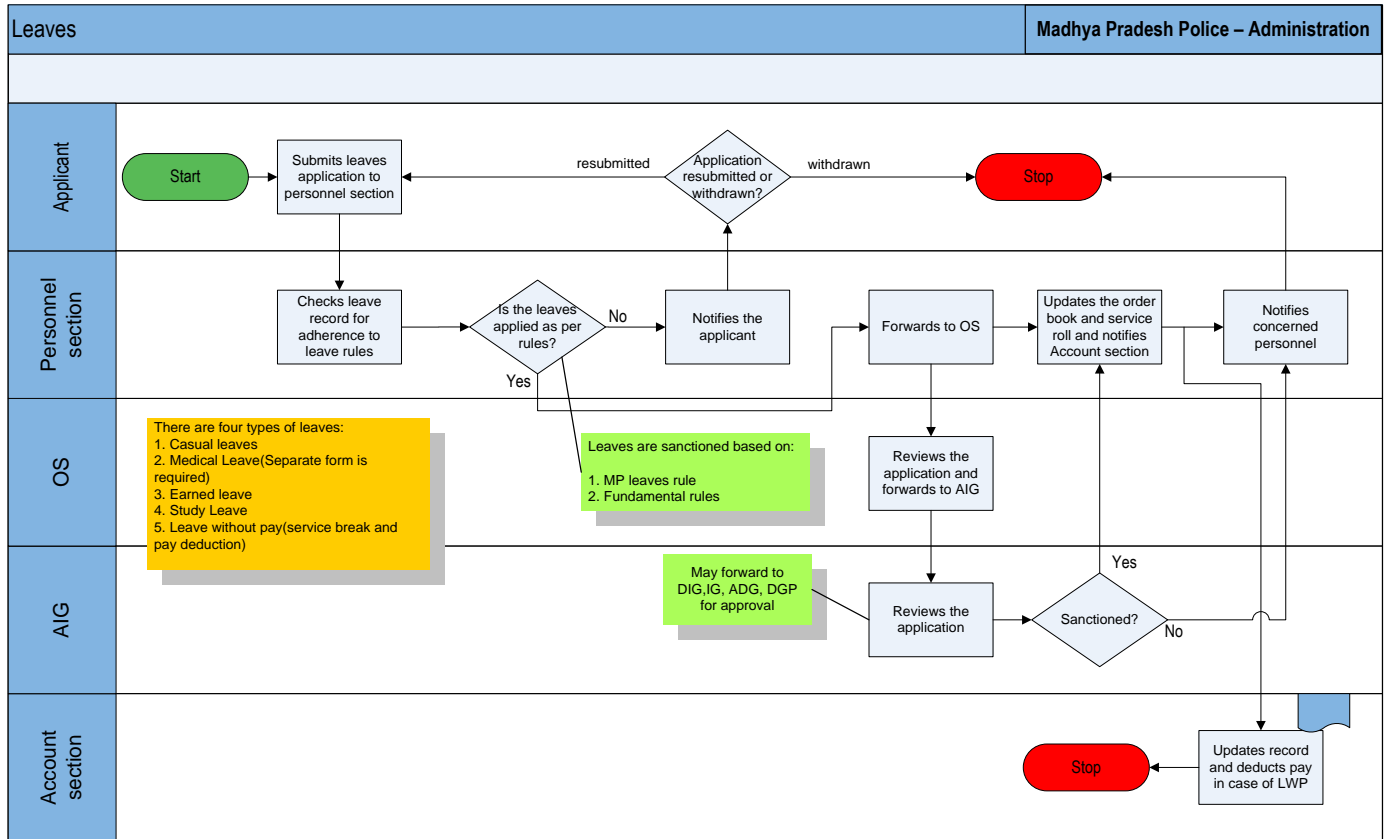 Leaves
Madhya Pradesh Police – Administration
Applicant
Start
Submits leaves
application to
personnel section
resubmitted
Application
resubmitted or
withdrawn?
withdrawn
Stop
Personnel
section
Checks leave
record for
adherence to
leave rules
Is the leaves
applied as per
rules?
No
Yes
Notifies the
applicant
Forwards to OS
Updates the order
book and service
roll and notifies
Account section
Notifies
concerned
personnel
OS
There are four types of leaves:
1. Casual leaves
2. Medical Leave(Separate form is
required)
3. Earned leave
4. Study Leave
5. Leave without pay(service break and
pay deduction)
Leaves are sanctioned based on:
1. MP leaves rule
2. Fundamental rules
Reviews the
application and
forwards to AIG
AIG
May forward to
DIG,IG, ADG, DGP
for approval
Reviews the
application
Sanctioned?
Yes
No
Account
section
Stop
Updates record
and deducts pay
in case of LWP